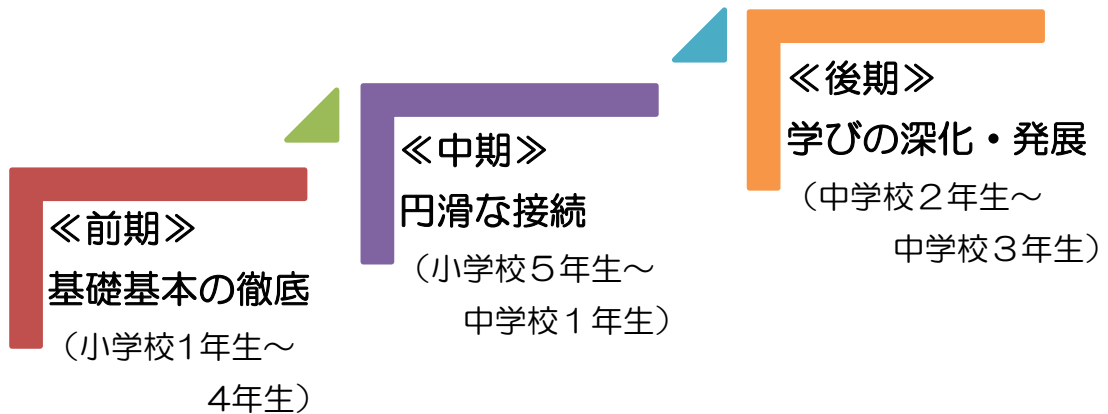 ≪前期≫
基礎基本の徹底
（小学校1年生～
4年生）
≪中期≫
円滑な接続
（小学校５年生～
中学校１年生）
≪後期≫
学びの深化・発展
（中学校２年生～
中学校３年生）